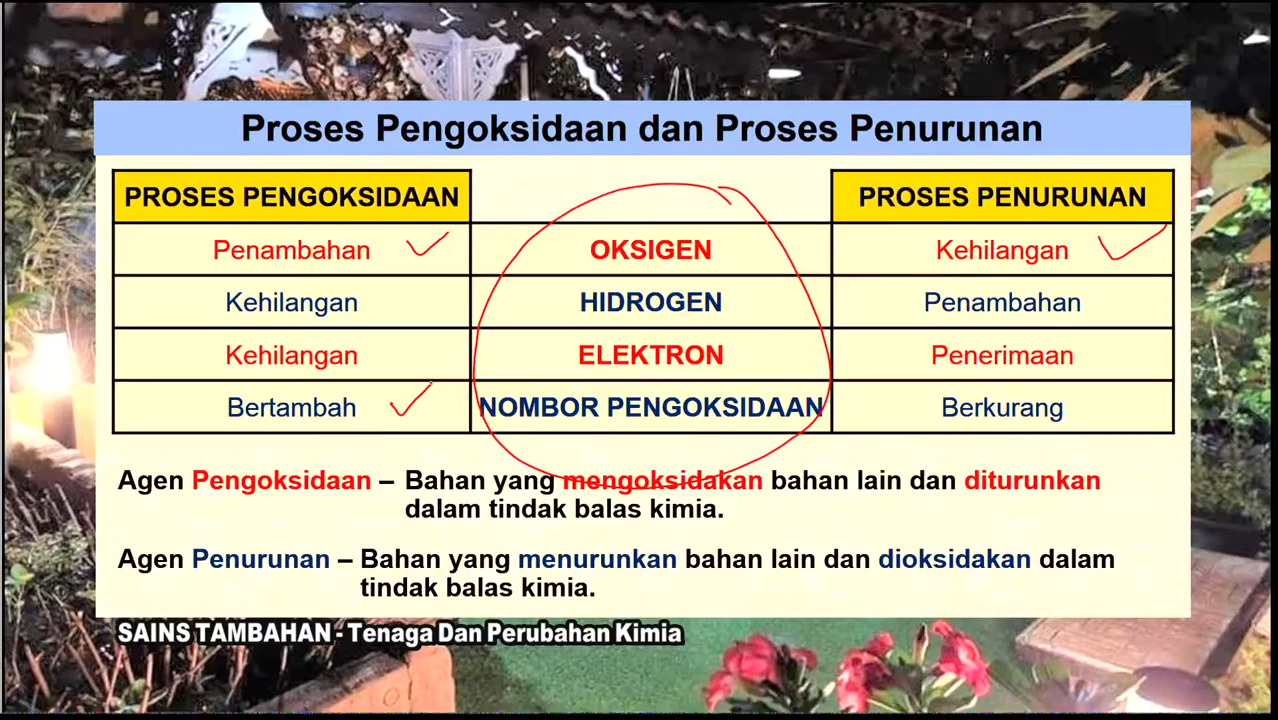 Proses Pengoksidaan dan Proses Penurunan
PROSES PENGOKSIDAAN PROSES PENURUNAN
Penambahan OKSIGEN Kehilangan
Kehilangan HIDROGEN Penambahan
Kehilangan ELEKTRON Penerimaan
Bertambah NOMBOR PENGOKSIDAAN Berkurang
Agen Pengoksidaan – Bahan yang mengoksidakan bahan lain dan diturunkan
dalam tindak balas kimia.
Agen Penurunan – Bahan yang menurunkan bahan lain dan dioksidakan dalam
tindak balas kimia.
SAINS TAMBAHAN - Tenaga Dan Perubahan Kimia